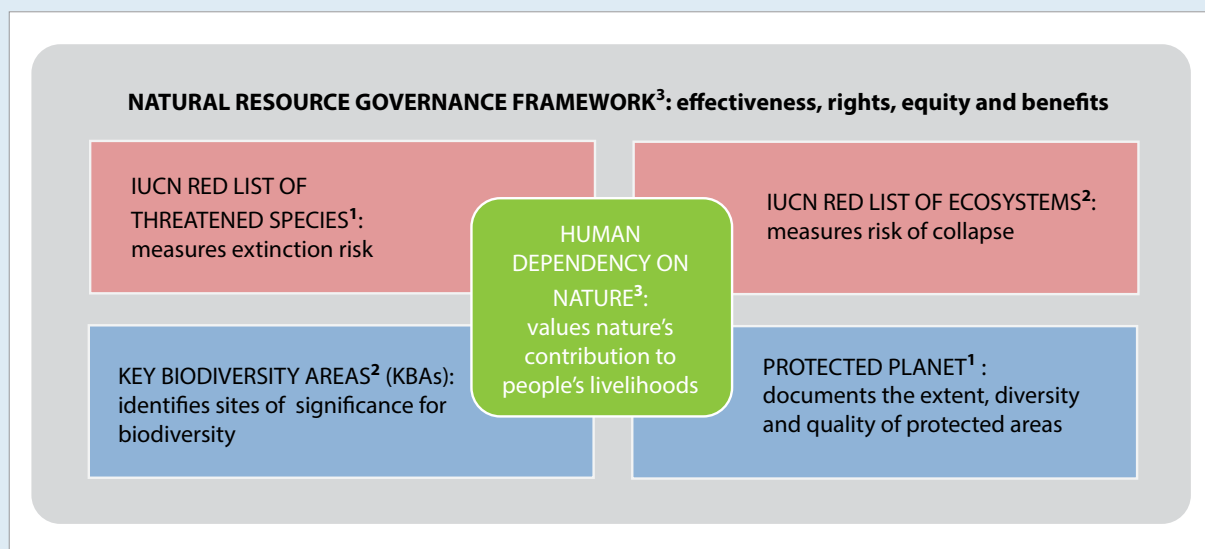 NATURAL RESOURCE GOVERNANCE FRAMEWORK³: effectiveness, rights, equity and benefits
IUCN RED LIST OF
THREATENED SPECIES¹:
measures extinction risk
IUCN RED LIST OF ECOSYSTEMS²:
measures risk of collapse
HUMAN
DEPENDENCY ON
NATURE³:
values nature’s
contribution to
people’s livelihoods
KEY BIODIVERSITY AREAS² (KBAs):
identifies sites of significance for
biodiversity
PROTECTED PLANET¹ :
documents the extent, diversity
and quality of protected areas